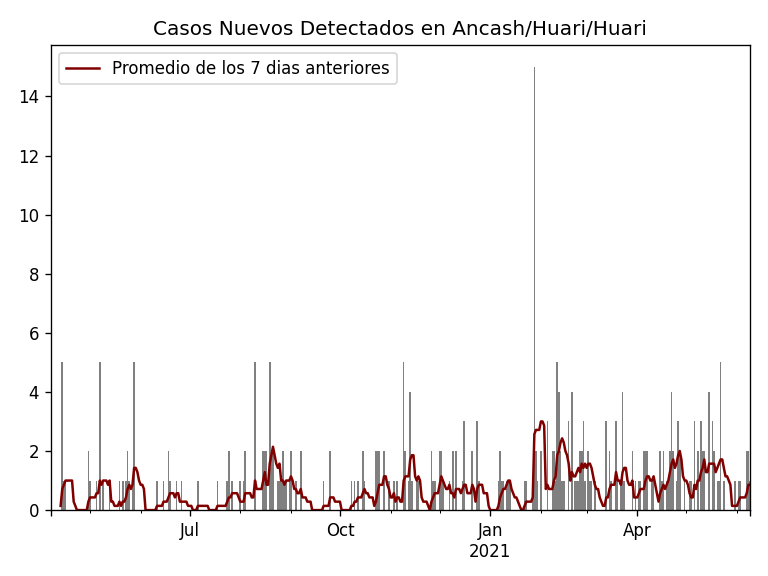 Casos Nuevos Detectados en Ancash/Huari/Huari
Promedio de los 7 dias anteriores
14
12
10
8
6
4
2
0
Jul
Oct
Jan
2021
Apr